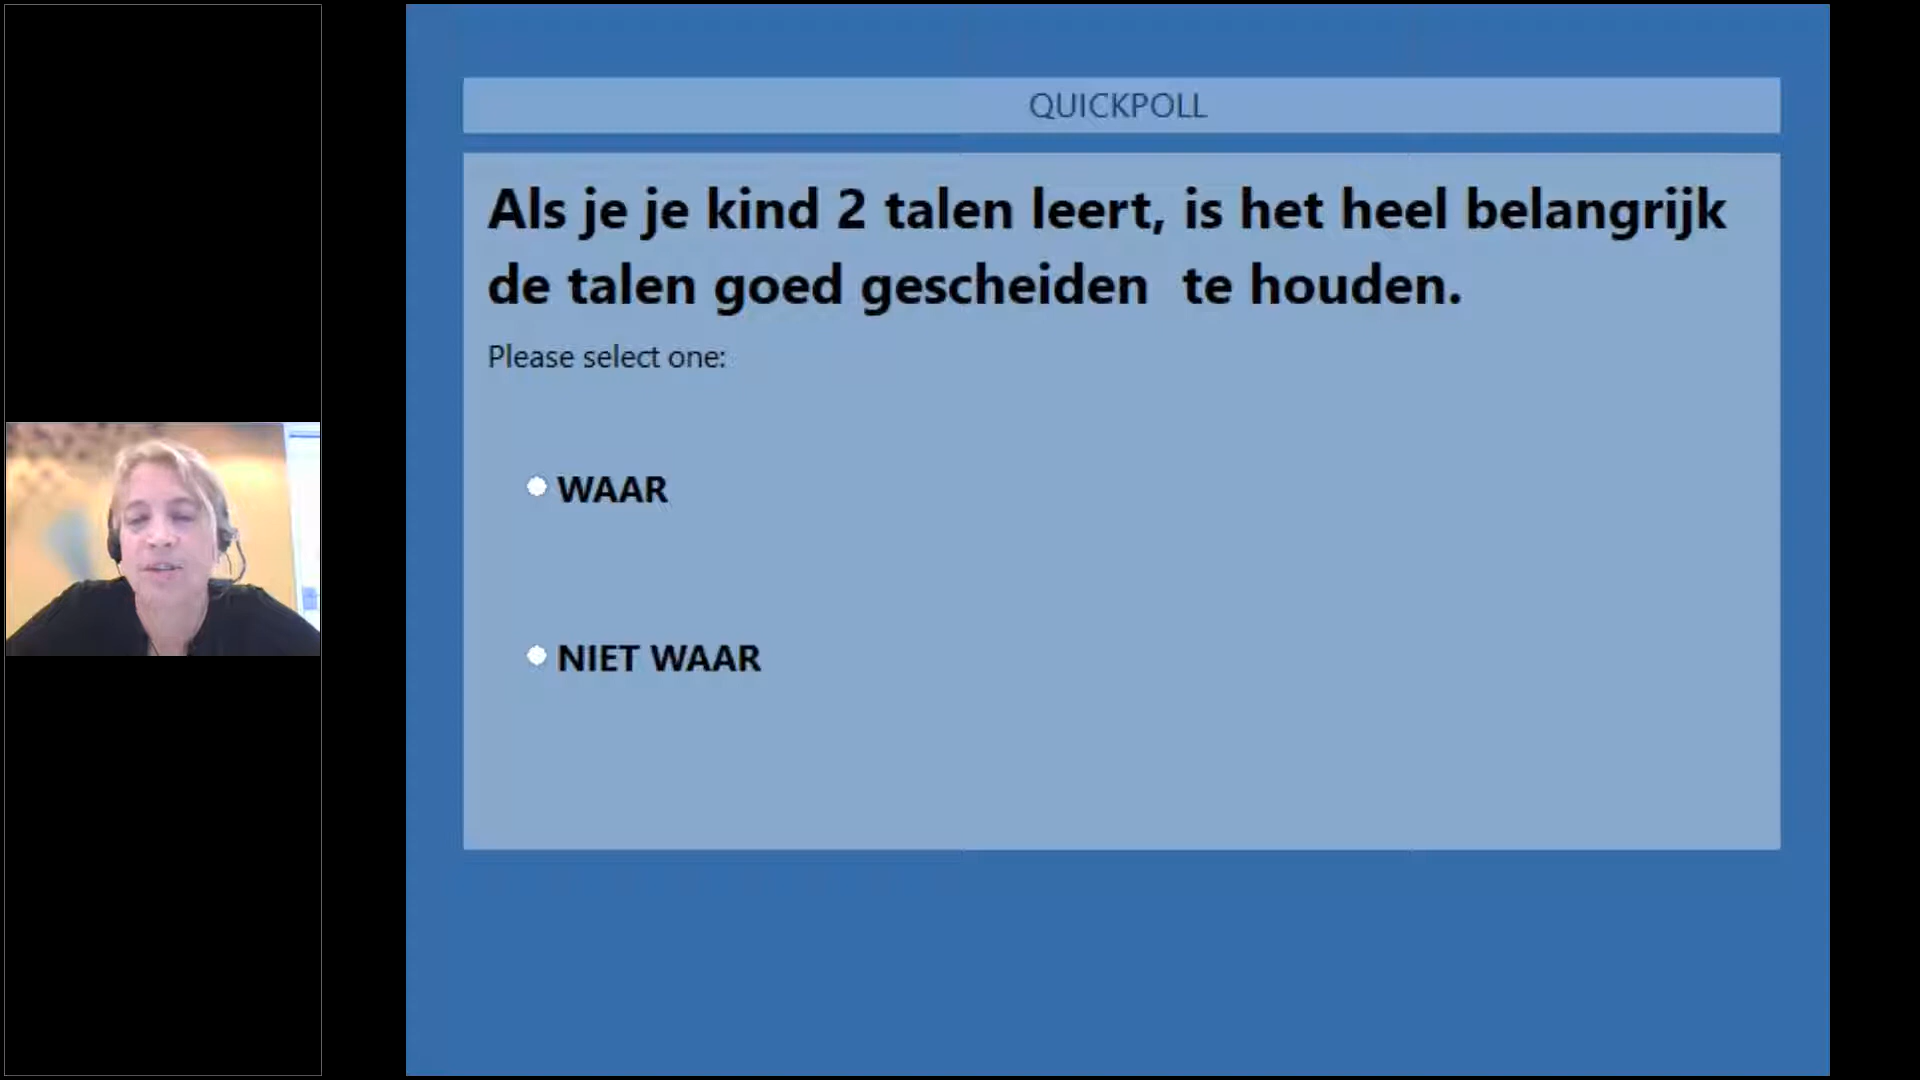 QUICKPOLL
Als je je kind 2 talen leert, is het heel belangrijk
de talen goed gescheiden  te houden.
Please select one:
WAAR
NIET WAAR